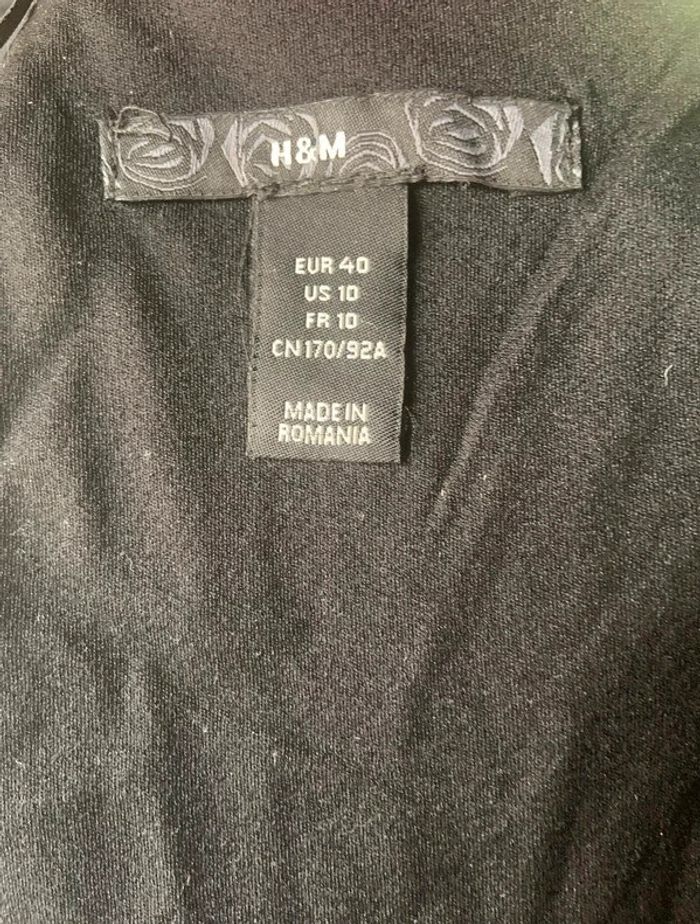 H&M
EUR 40
US 10
FR 10
CN170/92A
MADE IN
ROMANIA